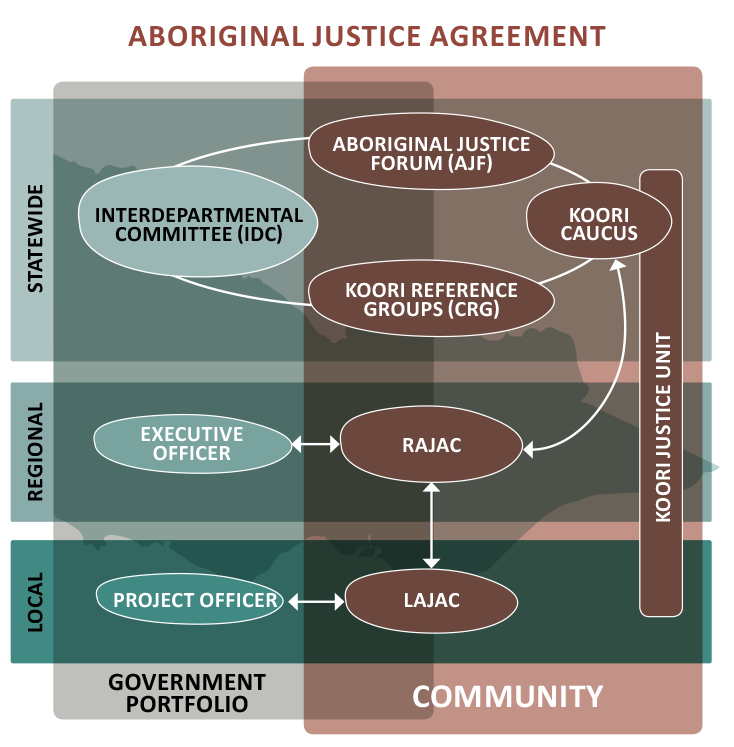 ABORIGINAL JUSTICE AGREEMENT
STATEWIDE
ABORIGINAL JUSTICE
FORUM (AJF)
INTERDEPARTMENTAL
COMMITTEE (IDC)
KOORI
CAUCUS
KOORI REFERENCE
GROUPS (CRG)
KOORI JUSTICE UNIT
REGIONAL
EXECUTIVE
OFFICER
RAJAC
LOCAL
PROJECT OFFICER
LAJAC
GOVERNMENT
PORTFOLIO
COMMUNITY